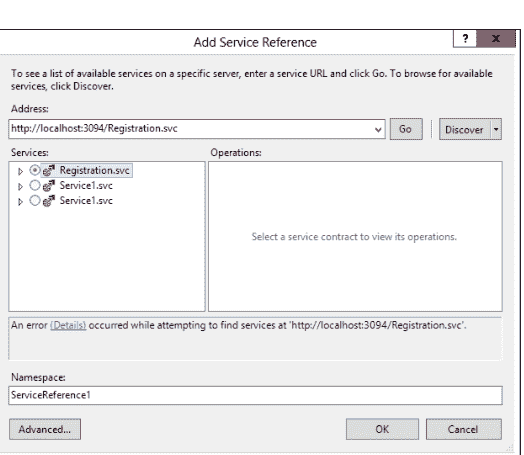 Add Service Reference
? x
To see a list of available services on a specific server, enter a service URL and click Go. To browse for available
services, click Discover.
Address:
http://localhost:3094/Registration.svc
Go
Discover
Services:
Operations:
Registration.svc
Service1.svc
Service1.svc
Select a service contract to view its operations.
An error (Details) occurred while attempting to find services at 'http://localhost:3094/Registration.svc'.
Namespace:
ServiceReference1
Advanced...
OK
Cancel